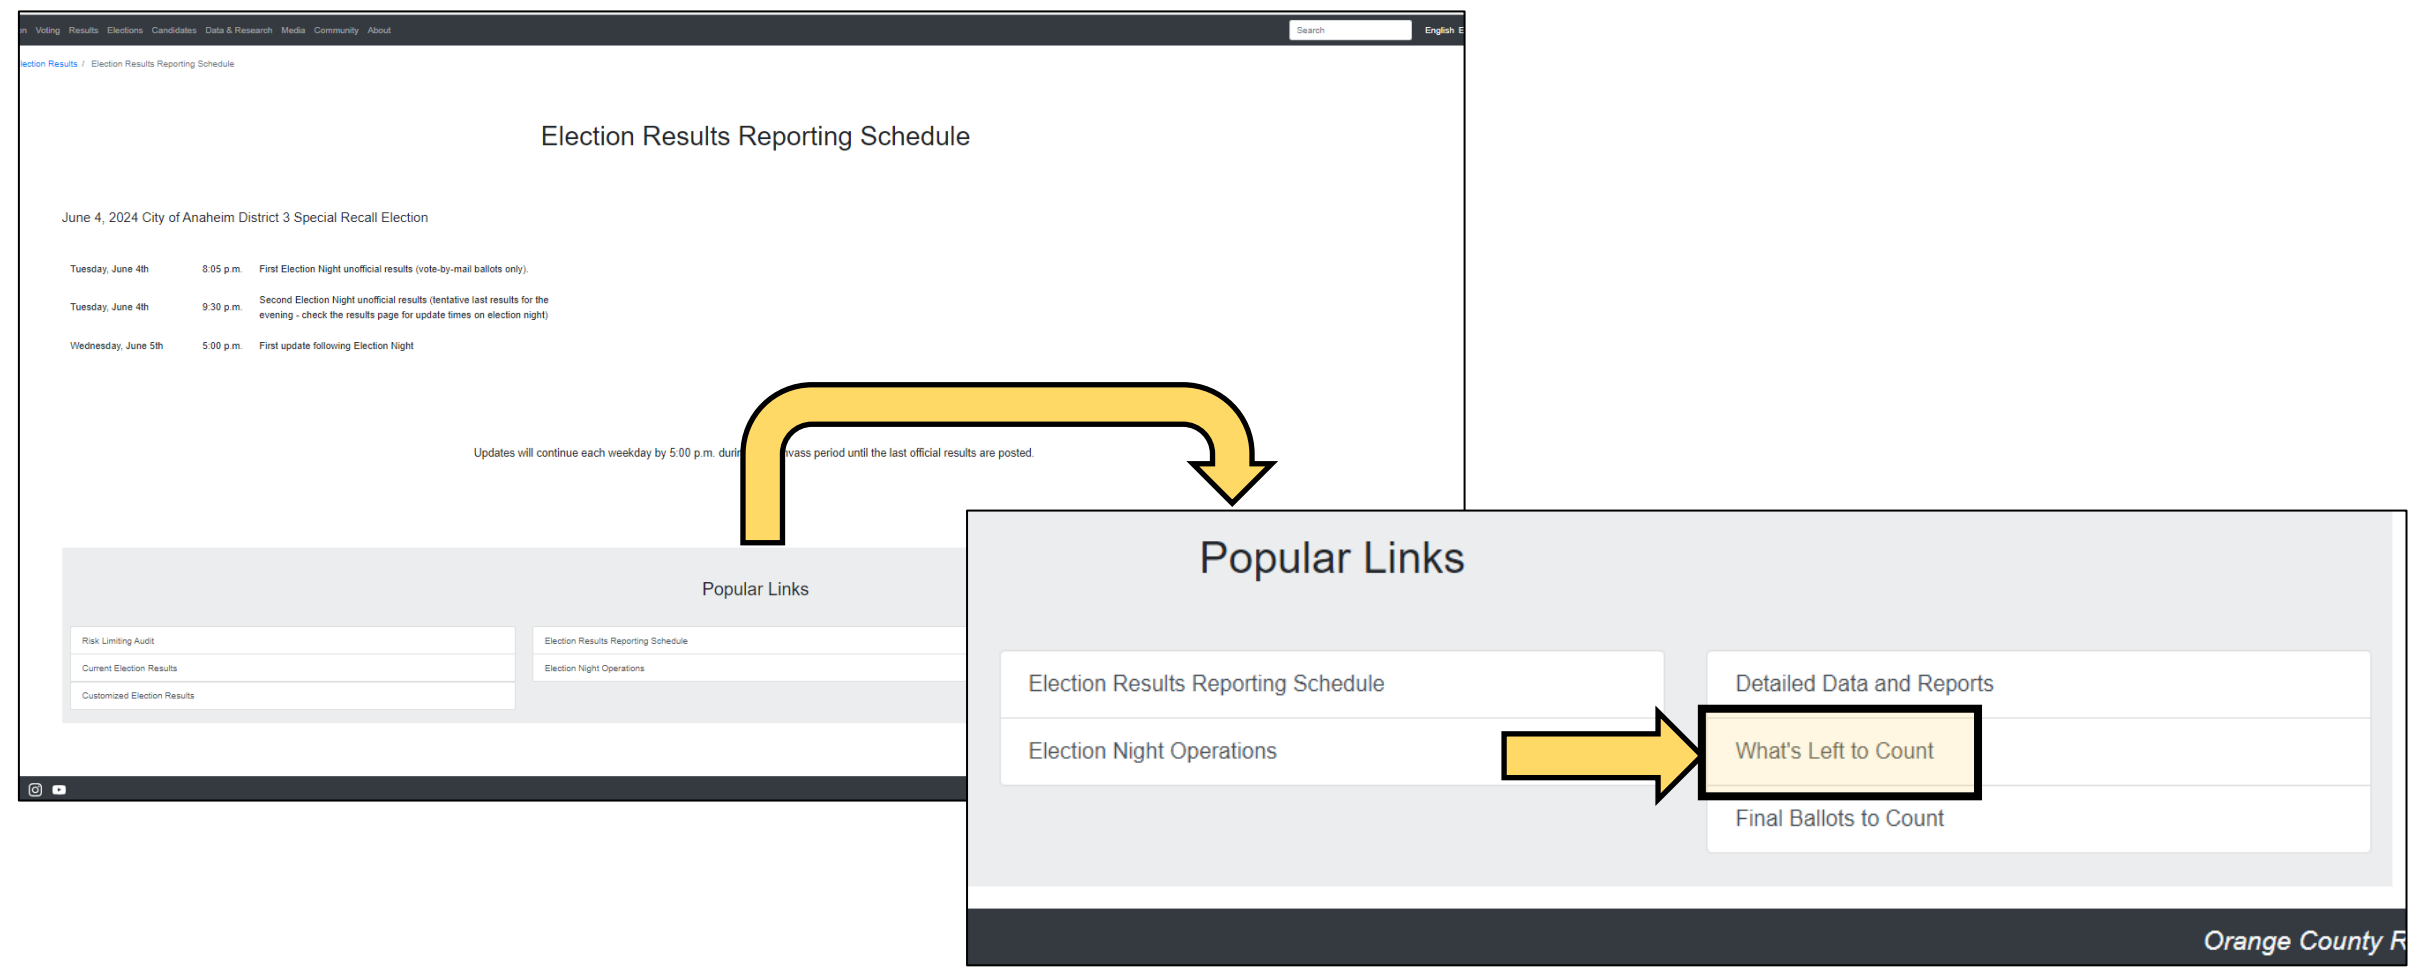 Voting Results Elections Candidates Data & Research Media Community About Search English
Election Results / Election Results Reporting Schedule
Election Results Reporting Schedule
June 4, 2024 City of Anaheim District 3 Special Recall Election
Tuesday, June 4th 8:05 p.m. First Election Night unofficial results (vote-by-mail ballots only).
Tuesday, June 4th 9:30 p.m. Second Election Night unofficial results (tentative last results for the
evening - check the results page for update times on election night)
Wednesday, June 5th 5:00 p.m. First update following Election Night
Updates will continue each weekday by 5:00 p.m. period until the last official results are posted.
Popular Links
Risk Limiting Audit
Current Election Results
Customized Election Results
Election Results Reporting Schedule
Election Night Operations
Popular Links
Election Results Reporting Schedule
Election Night Operations
Detailed Data and Reports
What's Left to Count
Final Ballots to Count
Orange County R